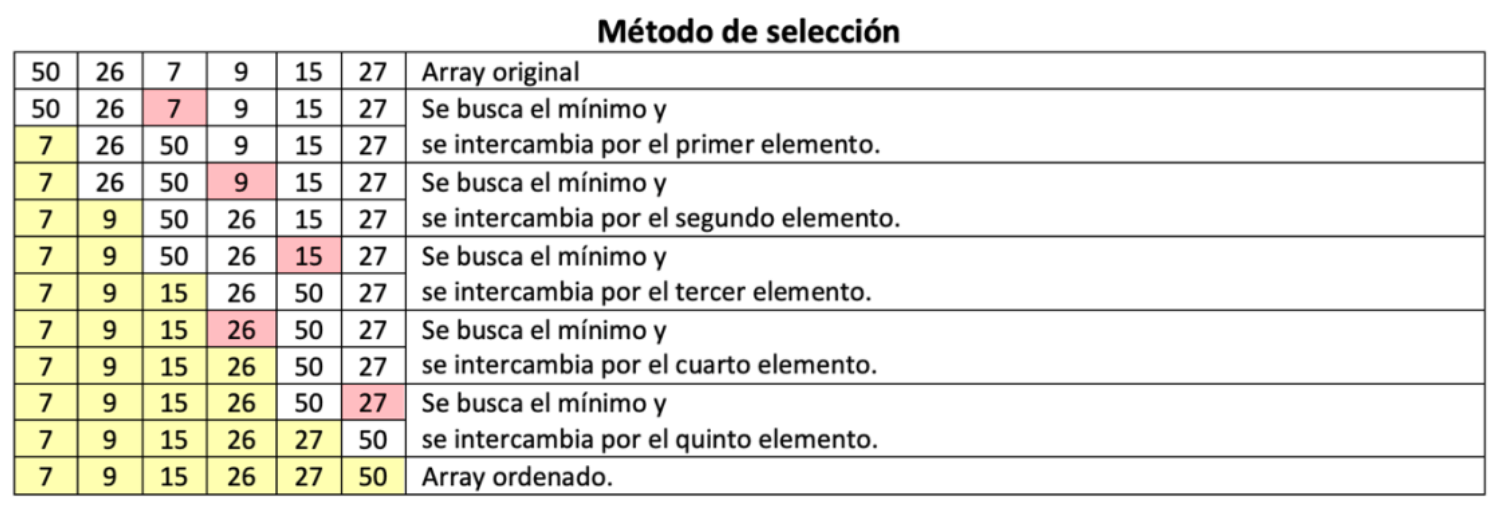 Método de selección
50 26 7 9 15 27 Array original
50 26 7 9 15 27 Se busca el mínimo y
7 26 50 9 15 27 se intercambia por el primer elemento.
7 26 50 9 15 27 Se busca el mínimo y
7 9 50 26 15 27 se intercambia por el segundo elemento.
7 9 50 26 15 27 Se busca el mínimo y
7 9 15 26 50 27 se intercambia por el tercer elemento.
7 9 15 26 50 27 Se busca el mínimo y
7 9 15 26 50 27 se intercambia por el cuarto elemento.
7 9 15 26 50 27 Se busca el mínimo y
7 9 15 26 27 50 se intercambia por el quinto elemento.
7 9 15 26 27 50 Array ordenado.